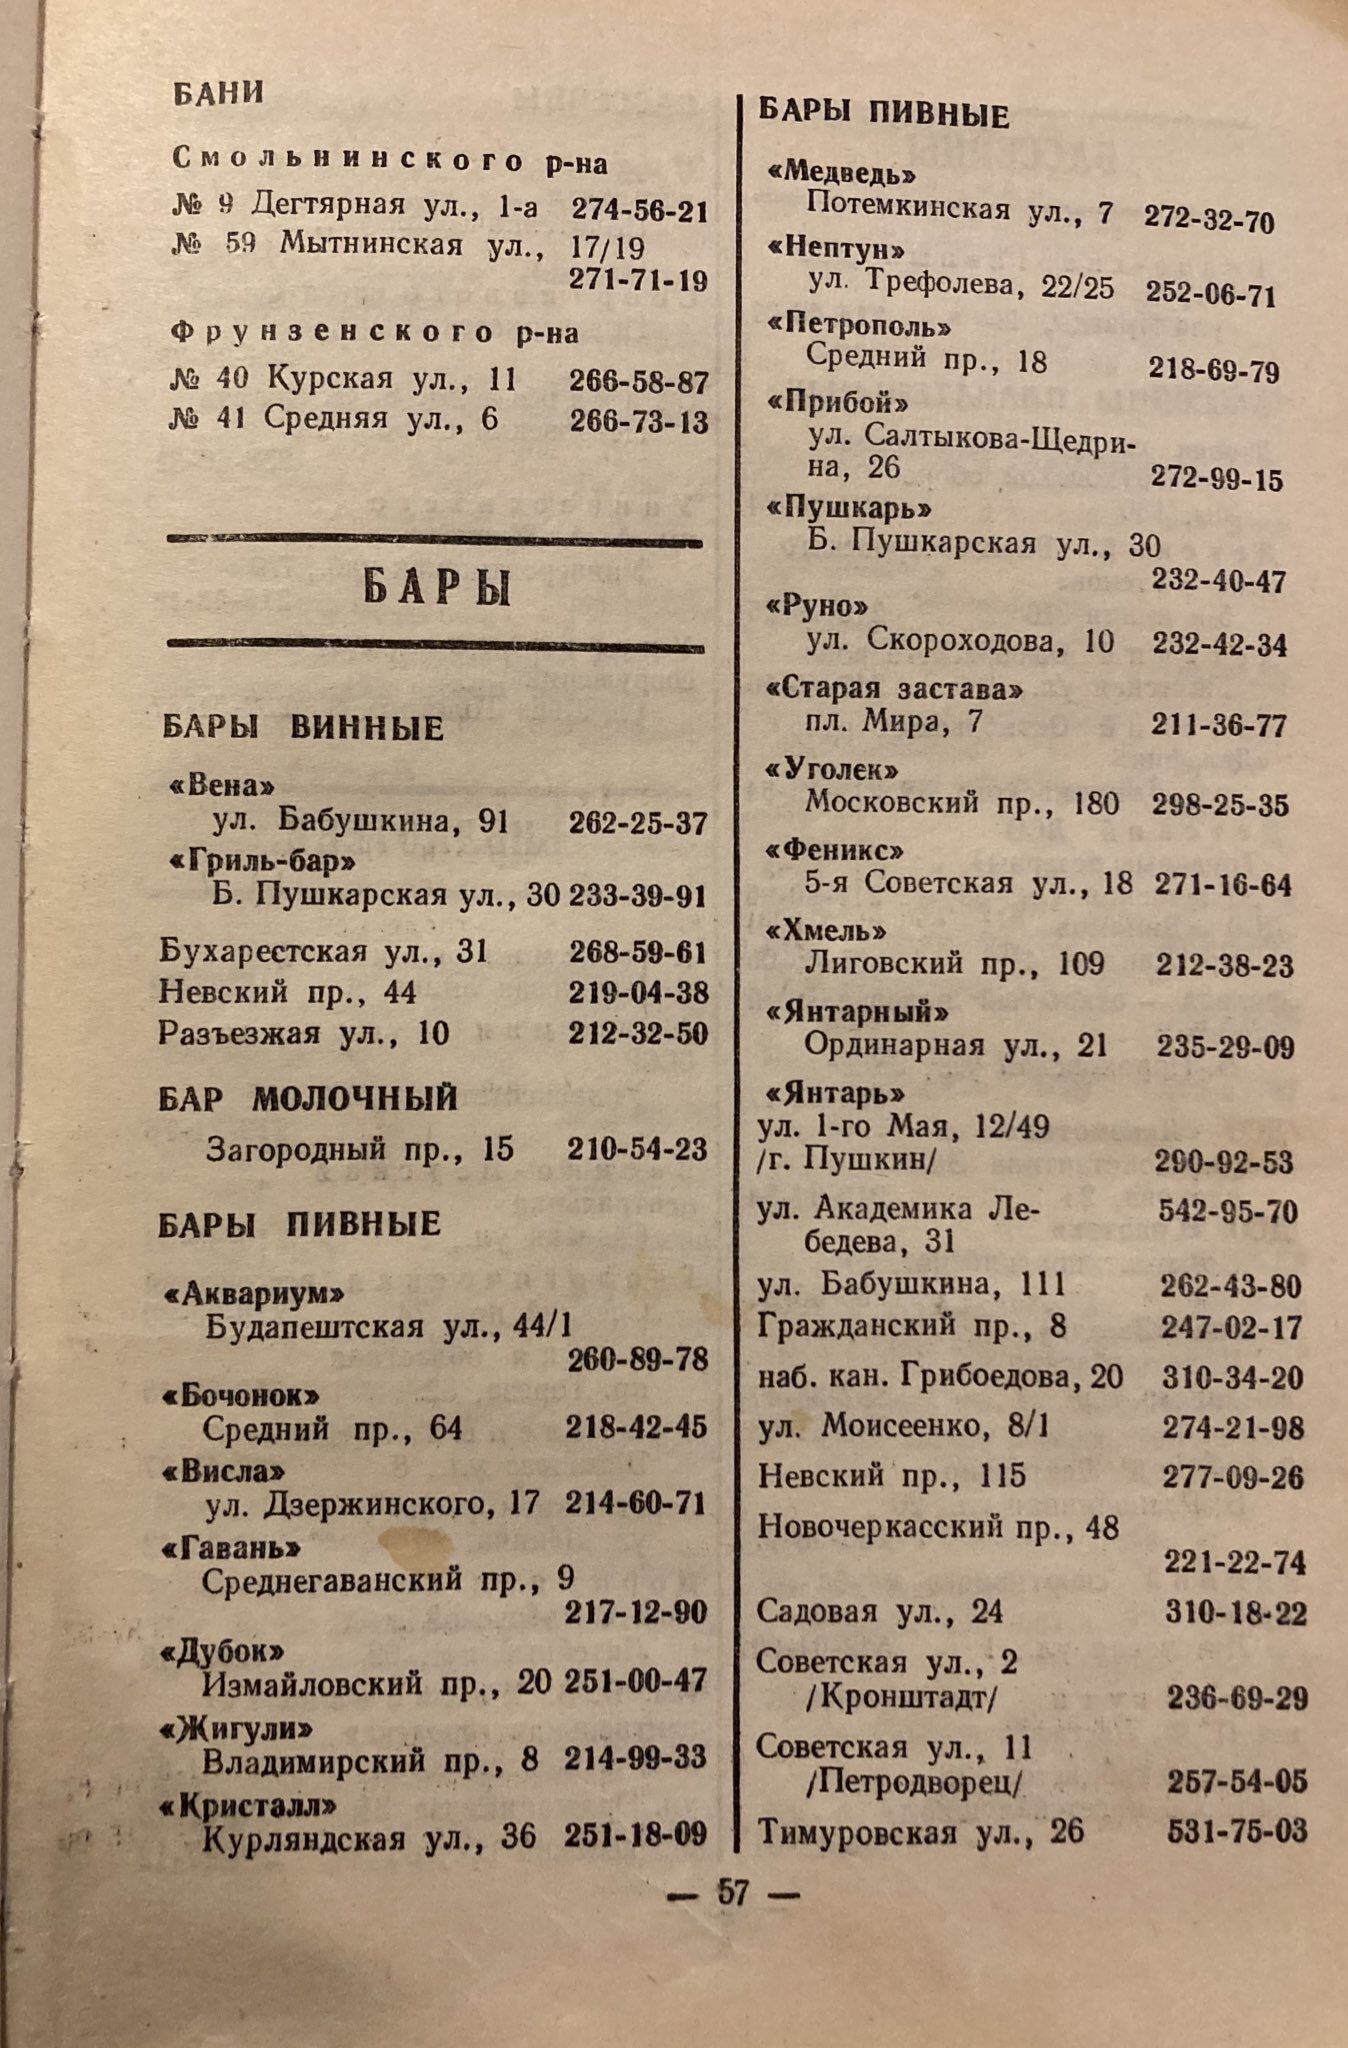 БАНИ
Смольнинского р-на
№ 9 Дегтярная ул., 1-а 274-56-21
№ 59 Мытнинская ул., 17/19
271-71-19
Фрунзенского р-на
№ 40 Курская ул., 11 266-58-87
№ 41 Средняя ул., 6 266-73-13
БАРЫ
БАРЫ ВИННЫЕ
«Вена»
ул. Бабушкина, 91 262-25-37
«Гриль-бар»
Б. Пушкарская ул., 30 233-39-91
Бухарестская ул., 31 268-59-61
Невский пр., 44 219-04-38
Разъезжая ул., 10 212-32-50
БАР МОЛОЧНЫЙ
Загородный пр., 15 210-54-23
БАРЫ ПИВНЫЕ
«Аквариум»
Будапештская ул., 44/1
260-89-78
«Бочонок»
Средний пр., 64 218-42-45
«Висла»
ул. Дзержинского, 17 214-60-71
«Гавань»
Среднегаванский пр., 9
217-12-90
«Дубок»
Измайловский пр., 20 251-00-47
«Жигули»
Владимирский пр., 8 214-99-33
«Кристалл»
Курляндская ул., 36 251-18-09
БАРЫ ПИВНЫЕ
«Медведь»
Потемкинская ул., 7 272-32-70
«Нептун»
ул. Трефолева, 22/25 252-06-71
«Петрополь»
Средний пр., 18 218-69-79
«Прибой»
ул. Салтыкова-Щедри-
на, 26 272-99-15
«Пушкарь»
Б. Пушкарская ул., 30
232-40-47
«Руно»
ул. Скороходова, 10 232-42-34
«Старая застава»
пл. Мира, 7 211-36-77
«Уголек»
Московский пр., 180 298-25-35
«Феникс»
5-я Советская ул., 18 271-16-64
«Хмель»
Лиговский пр., 109 212-38-23
«Янтарный»
Ординарная ул., 21 235-29-09
«Янтарь»
ул. 1-го Мая, 12/49
/г. Пушкин/ 290-92-53
ул. Академика Ле- 542-95-70
бедева, 31
ул. Бабушкина, 111 262-43-80
Гражданский пр., 8 247-02-17
наб. кан. Грибоедова, 20 310-34-20
ул. Моисеенко, 8/1 274-21-98
Невский пр., 115 277-09-26
Новочеркасский пр., 48
221-22-74
Садовая ул., 24 310-18-22
Советская ул., 2
/Кронштадт/ 236-69-29
Советская ул., 11
/Петродворец/ 257-54-05
Тимуровская ул., 26 531-75-03
— 57 —